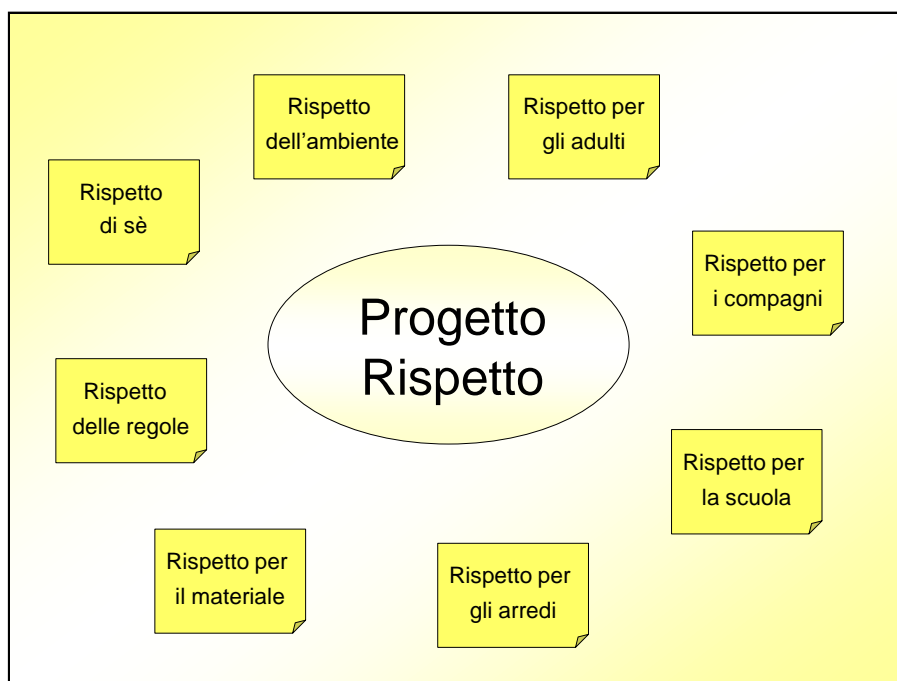 Rispetto
dell'ambiente
Rispetto per
gli adulti
Rispetto
di sè
Rispetto per
i compagni
Progetto
Rispetto
Rispetto
delle regole
Rispetto per
la scuola
Rispetto per
il materiale
Rispetto per
gli arredi